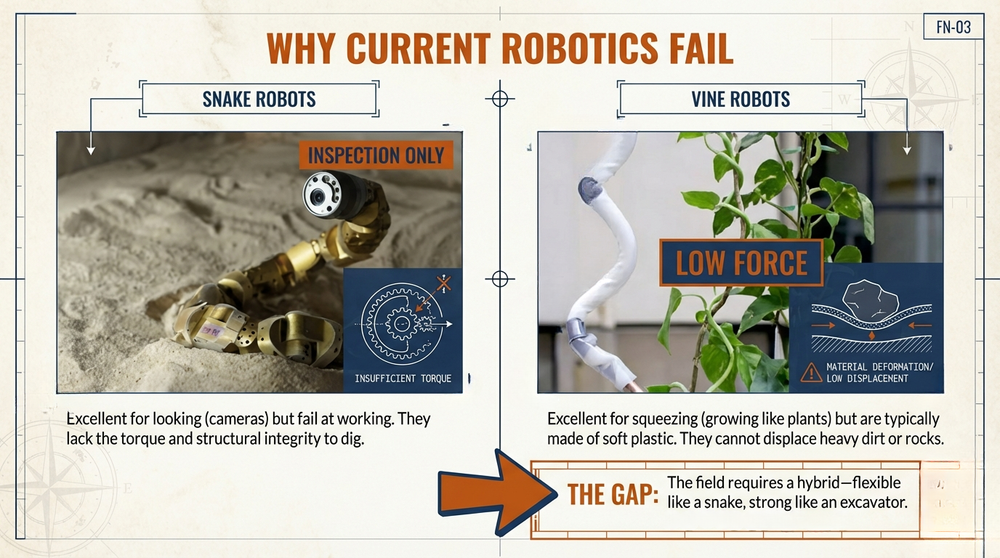 FN-03
WHY CURRENT ROBOTICS FAIL
SNAKE ROBOTS
INSPECTION ONLY
INSUFFICIENT TORQUE
Excellent for looking (cameras) but fail at working. They
lack the torque and structural integrity to dig.
VINE ROBOTS
N
W
E
LOW FORCE
MATERIAL DEFORMATION/
LOW DISPLACEMENT
Excellent for squeezing (growing like plants) but are typically
made of soft plastic. They cannot displace heavy dirt or rocks.
E
THE GAP:
The field requires a hybrid—flexible
like a snake, strong like an excavator.